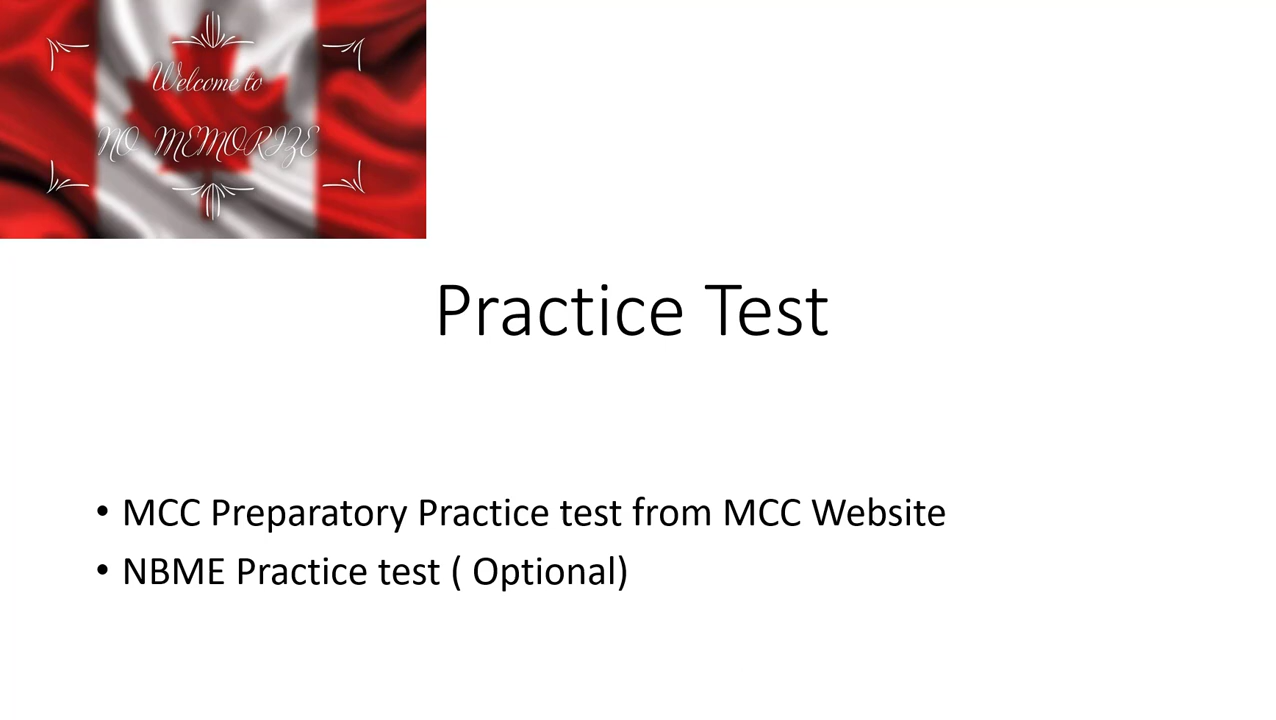 Welcome to
NO MEMORIZE
Practice Test
• MCC Preparatory Practice test from MCC Website
• NBME Practice test ( Optional)